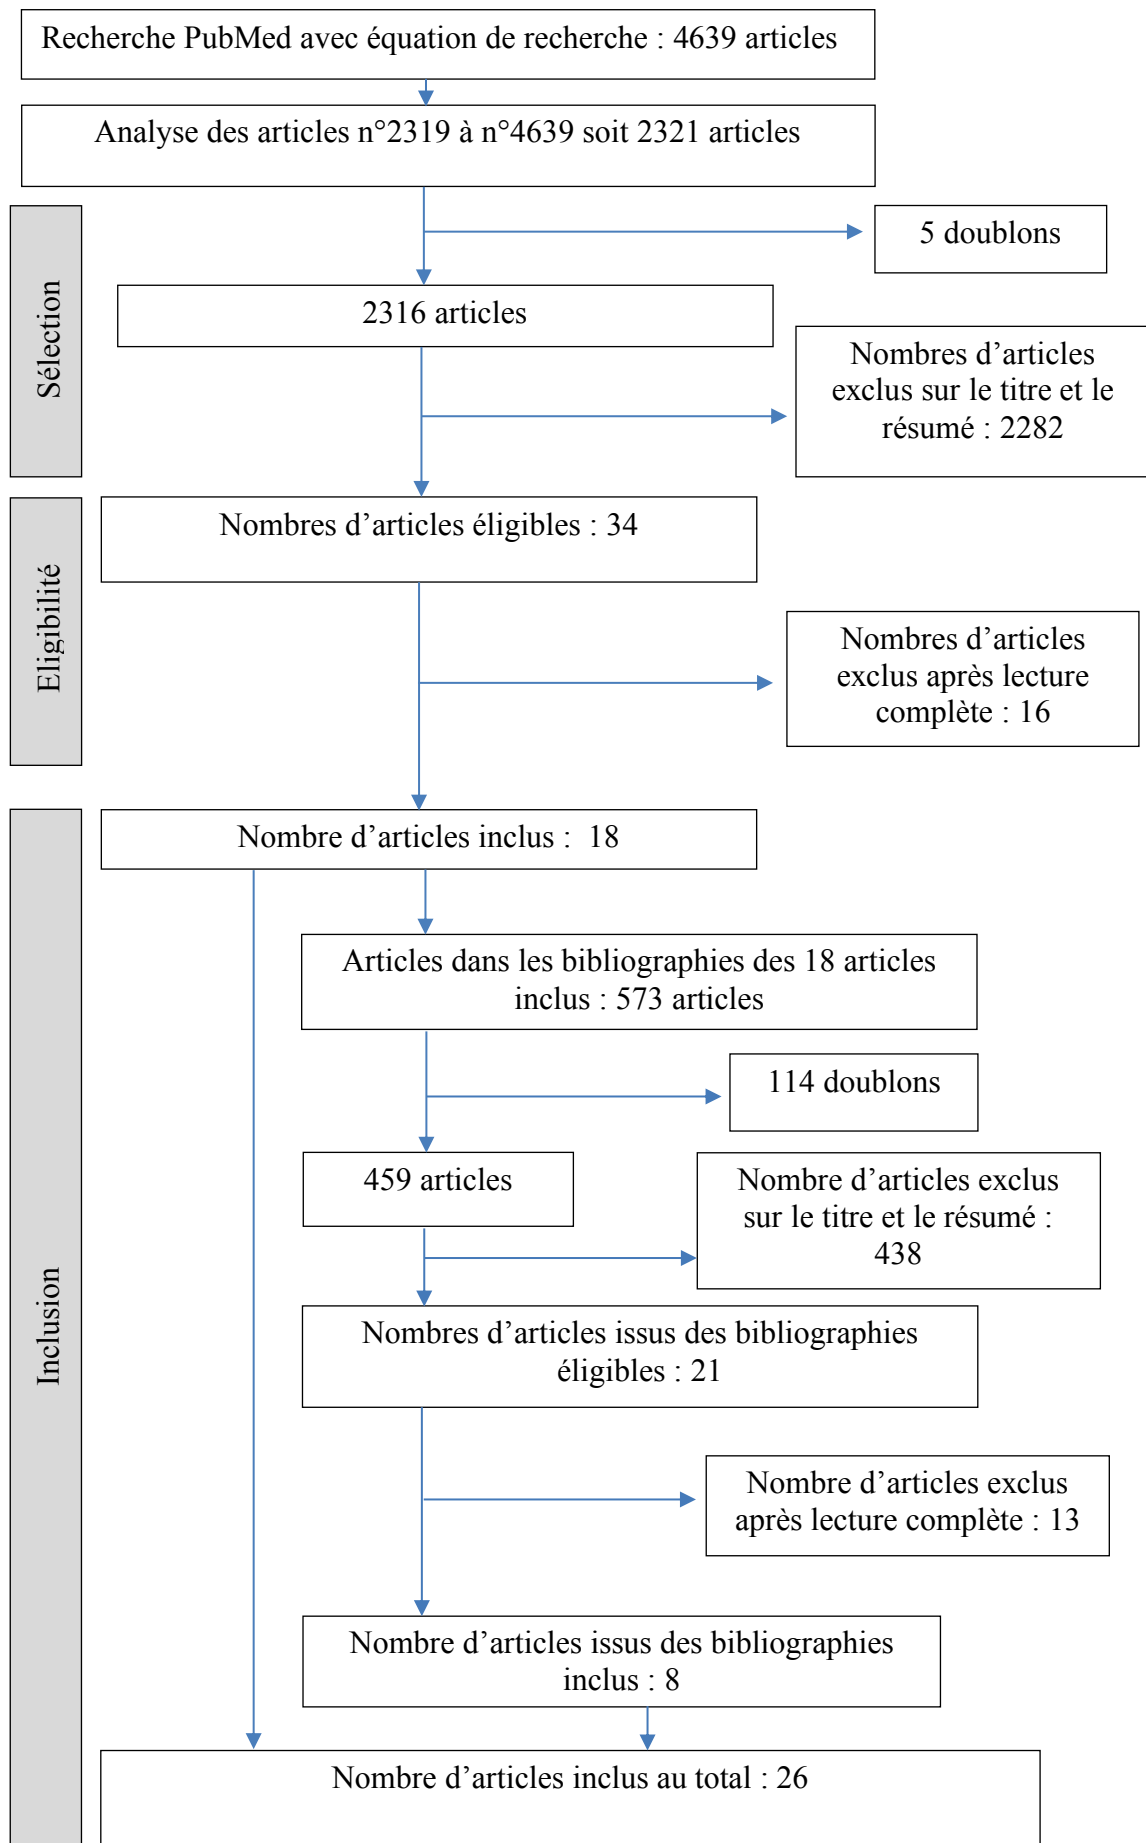 Recherche PubMed avec équation de recherche : 4639 articles
Analyse des articles n°2319 à n°4639 soit 2321 articles
Sélection
5 doublons
2316 articles
Nombres d’articles
exclus sur le titre et le
résumé : 2282
Eligibilité
Nombres d’articles éligibles : 34
Nombres d’articles
exclus après lecture
complète : 16
Inclusion
Nombre d’articles inclus :  18
Articles dans les bibliographies des 18 articles
inclus : 573 articles
114 doublons
459 articles
Nombre d’articles exclus
sur le titre et le résumé :
438
Nombres d’articles issus des bibliographies
éligibles : 21
Nombre d’articles exclus
après lecture complète : 13
Nombre d’articles issus des bibliographies
inclus : 8
Nombre d’articles inclus au total : 26